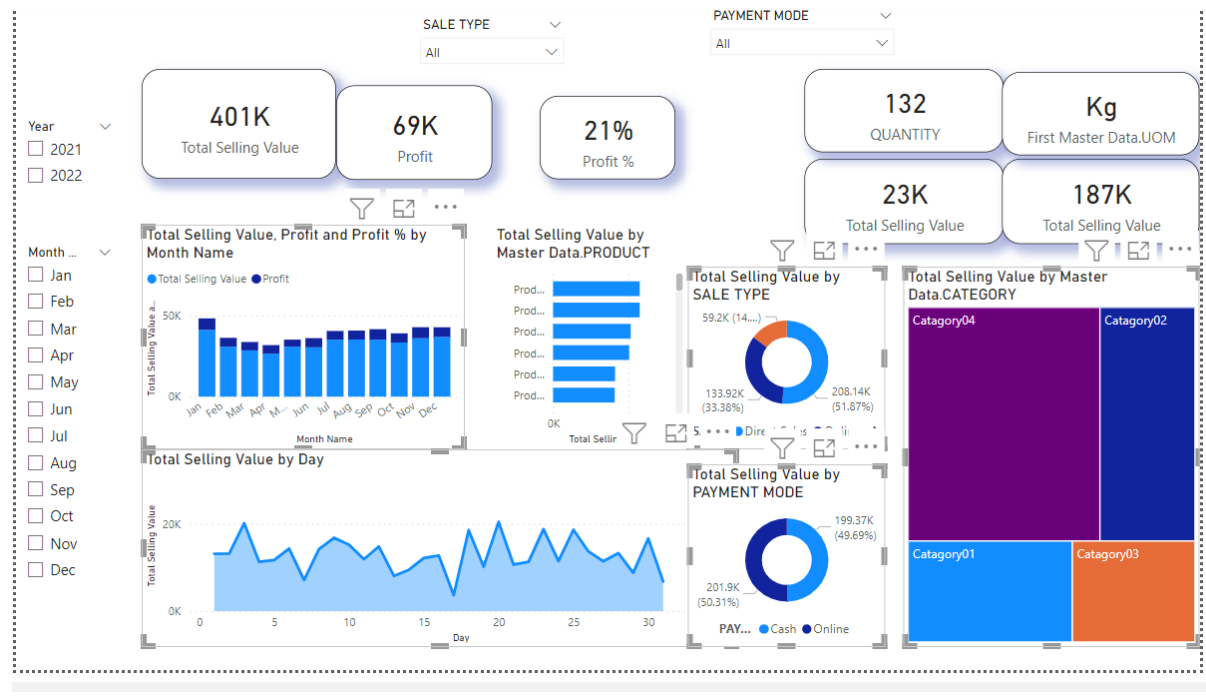 SALE TYPE
All
PAYMENT MODE
All
401K
Total Selling Value
69K
Profit
21%
Profit %
132
QUANTITY
Kg
First Master Data.UOM
23K
Total Selling Value
187K
Total Selling Value
Year
2021
2022
Month ...
Jan
Feb
Mar
Apr
May
Jun
Jul
Aug
Sep
Oct
Nov
Dec
Total Selling Value, Profit and Profit % by
Month Name
Total Selling Value Profit
Total Selling Value a...
50K
0K
Jan Feb Mar Apr M... Jun Jul Aug Sep Oct Nov Dec
Month Name
Total Selling Value by
Master Data.PRODUCT
Prod...
Prod...
Prod...
Prod...
Prod...
Prod...
0K
Total Sellin
Total Selling Value by
SALE TYPE
59.2K (14....)
133.92K
(33.38%)
208.14K
(51.87%)
Total Selling Value by Master
Data.CATEGORY
Catagory04
Catagory02
Catagory01
Catagory03
Total Selling Value by Day
Total Selling Value
20K
0K
0 5 10 15 20 25 30
Day
Total Selling Value by
PAYMENT MODE
199.37K
(49.69%)
201.9K
(50.31%)
PAY... Cash Online